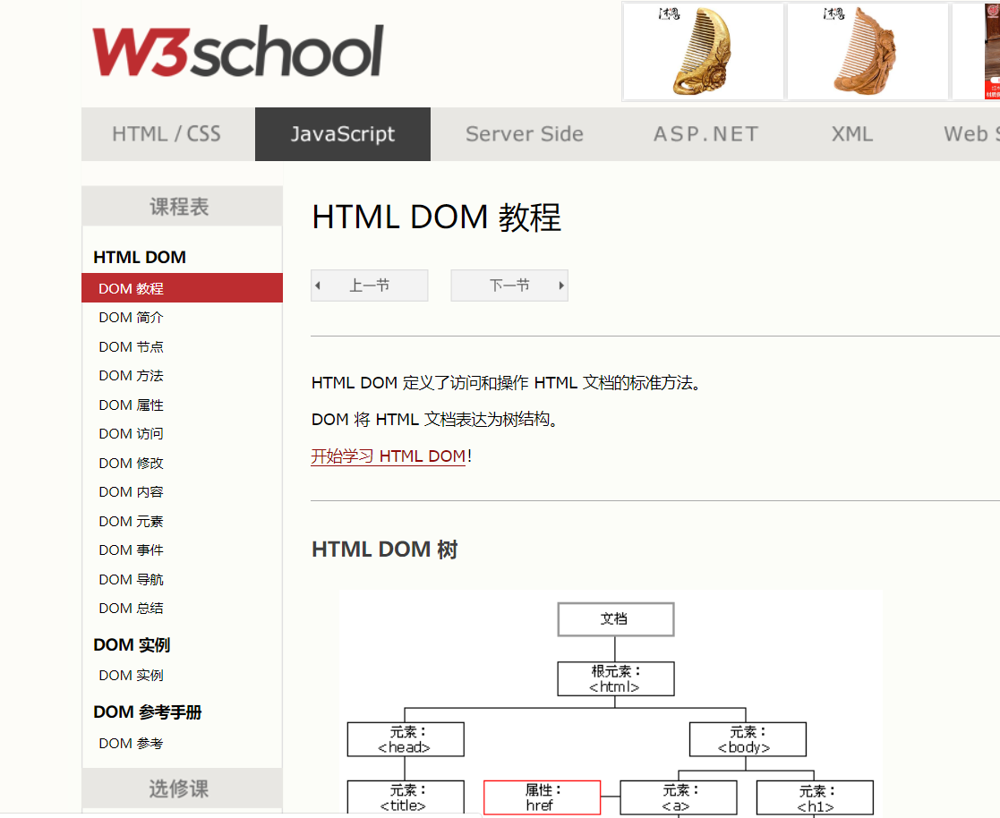 W3school
沐恩
沐恩
HTML / CSS
JavaScript
Server Side
ASP.NET
XML
Web S
课程表
HTML DOM
DOM 教程
DOM 简介
DOM 节点
DOM 方法
DOM 属性
DOM 访问
DOM 修改
DOM 内容
DOM 元素
DOM 事件
DOM 导航
DOM 总结
DOM 实例
DOM 实例
DOM 参考手册
DOM 参考
选修课
HTML DOM 教程
上一节
下一节
HTML DOM 定义了访问和操作 HTML 文档的标准方法。
DOM 将 HTML 文档表达为树结构。
开始学习 HTML DOM！
HTML DOM 树
文档
根元素：
<html>
元素：
<head>
元素：
<body>
元素：
<title>
属性：
href
元素：
<a>
元素：
<h1>